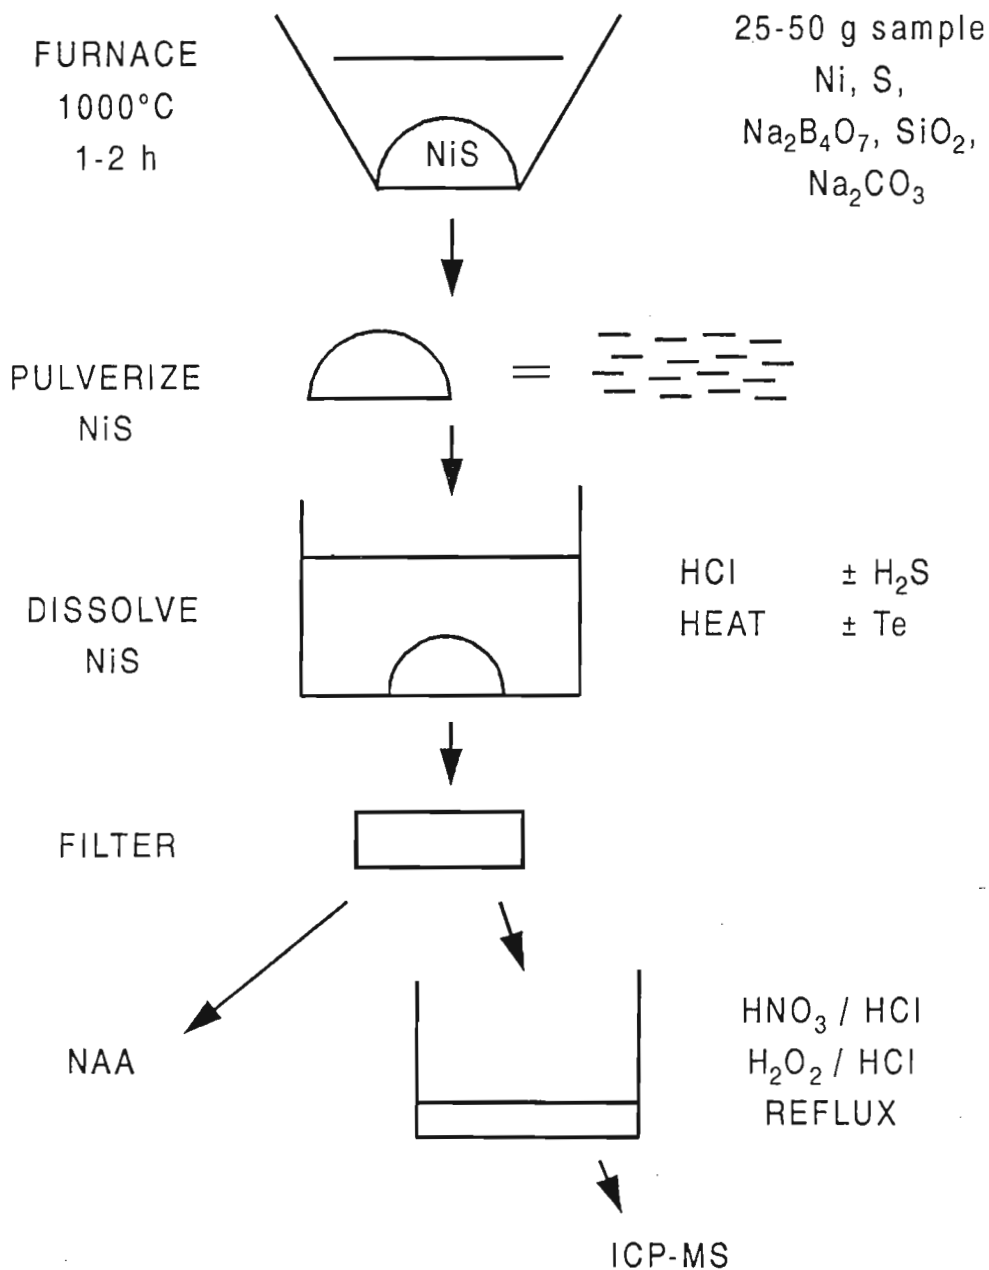 FURNACE
1000°C
1-2 h
NiS
25-50 g sample
Ni, S,
Na₂B₄O₇, SiO₂,
Na₂CO₃
PULVERIZE
NiS
DISSOLVE
NiS
HCl ± H₂S
HEAT ± Te
FILTER
NAA
HNO₃ / HCl
H₂O₂ / HCl
REFLUX
ICP-MS